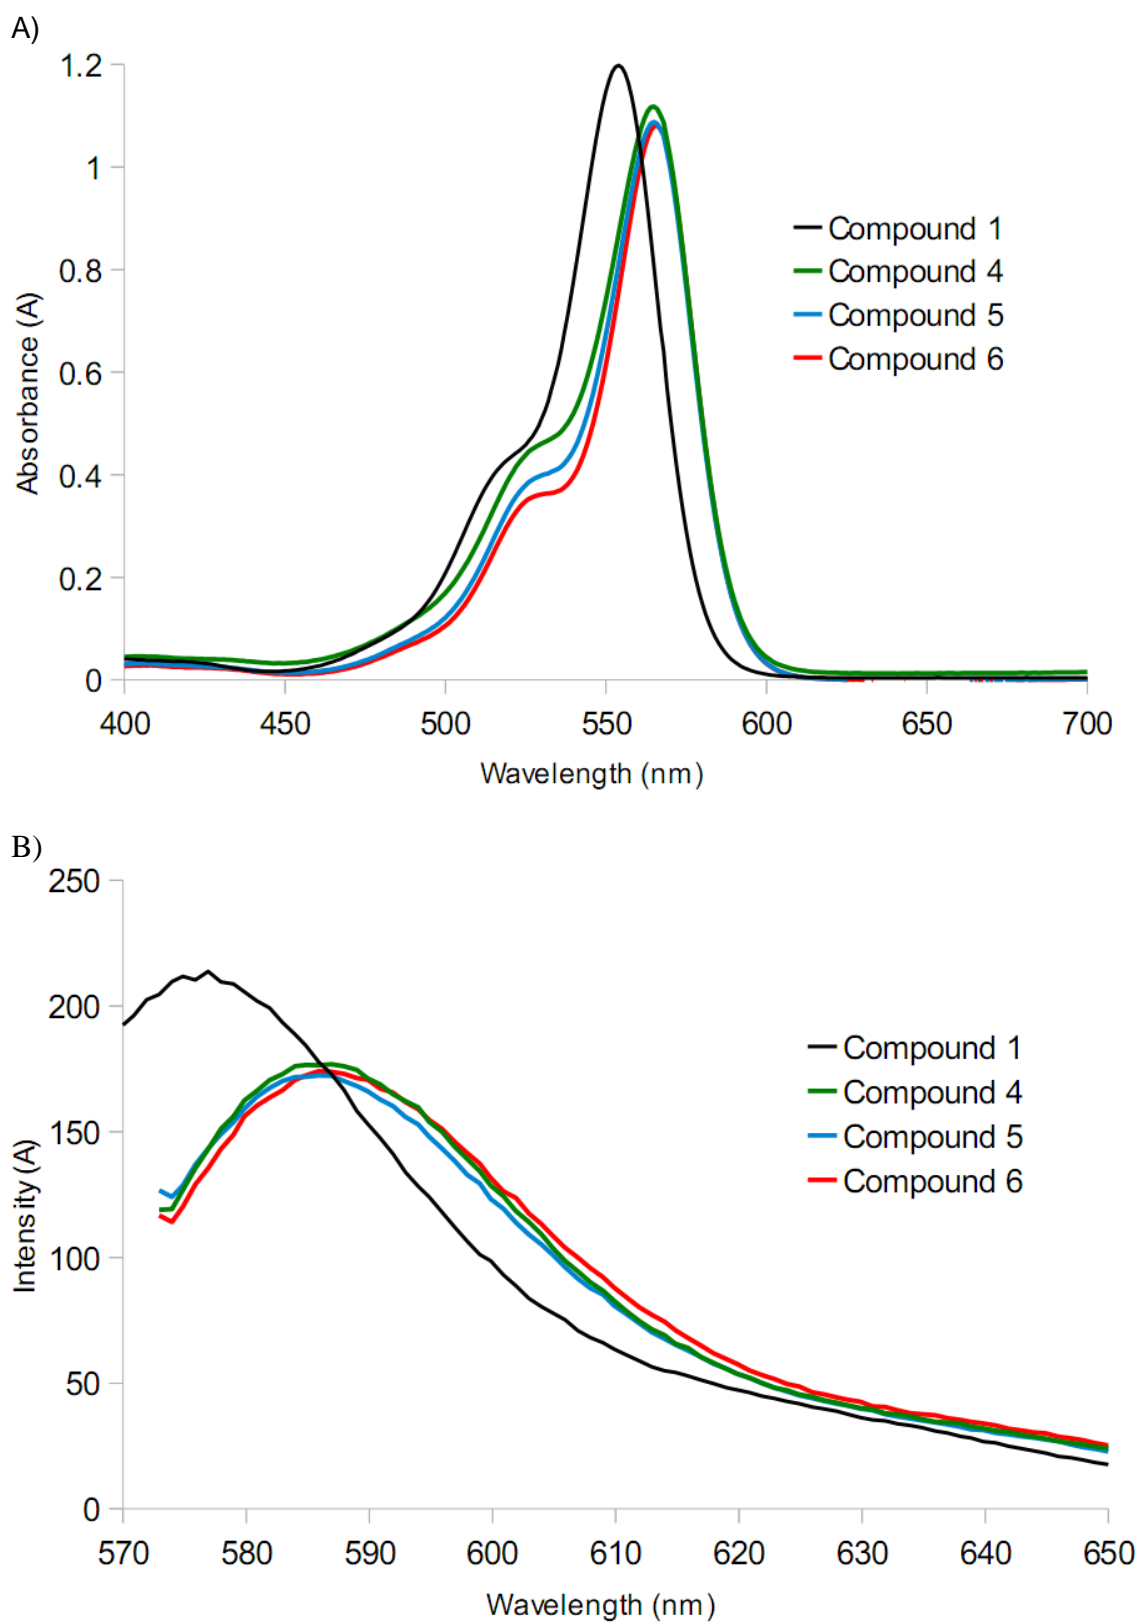 A)
1.2
1
0.8
0.6
0.4
0.2
0
Absorbance (A)
Compound 1
Compound 4
Compound 5
Compound 6
400 450 500 550 600 650 700
Wavelength (nm)
B)
250
200
150
100
50
0
Intensity (A)
Compound 1
Compound 4
Compound 5
Compound 6
570 580 590 600 610 620 630 640 650
Wavelength (nm)